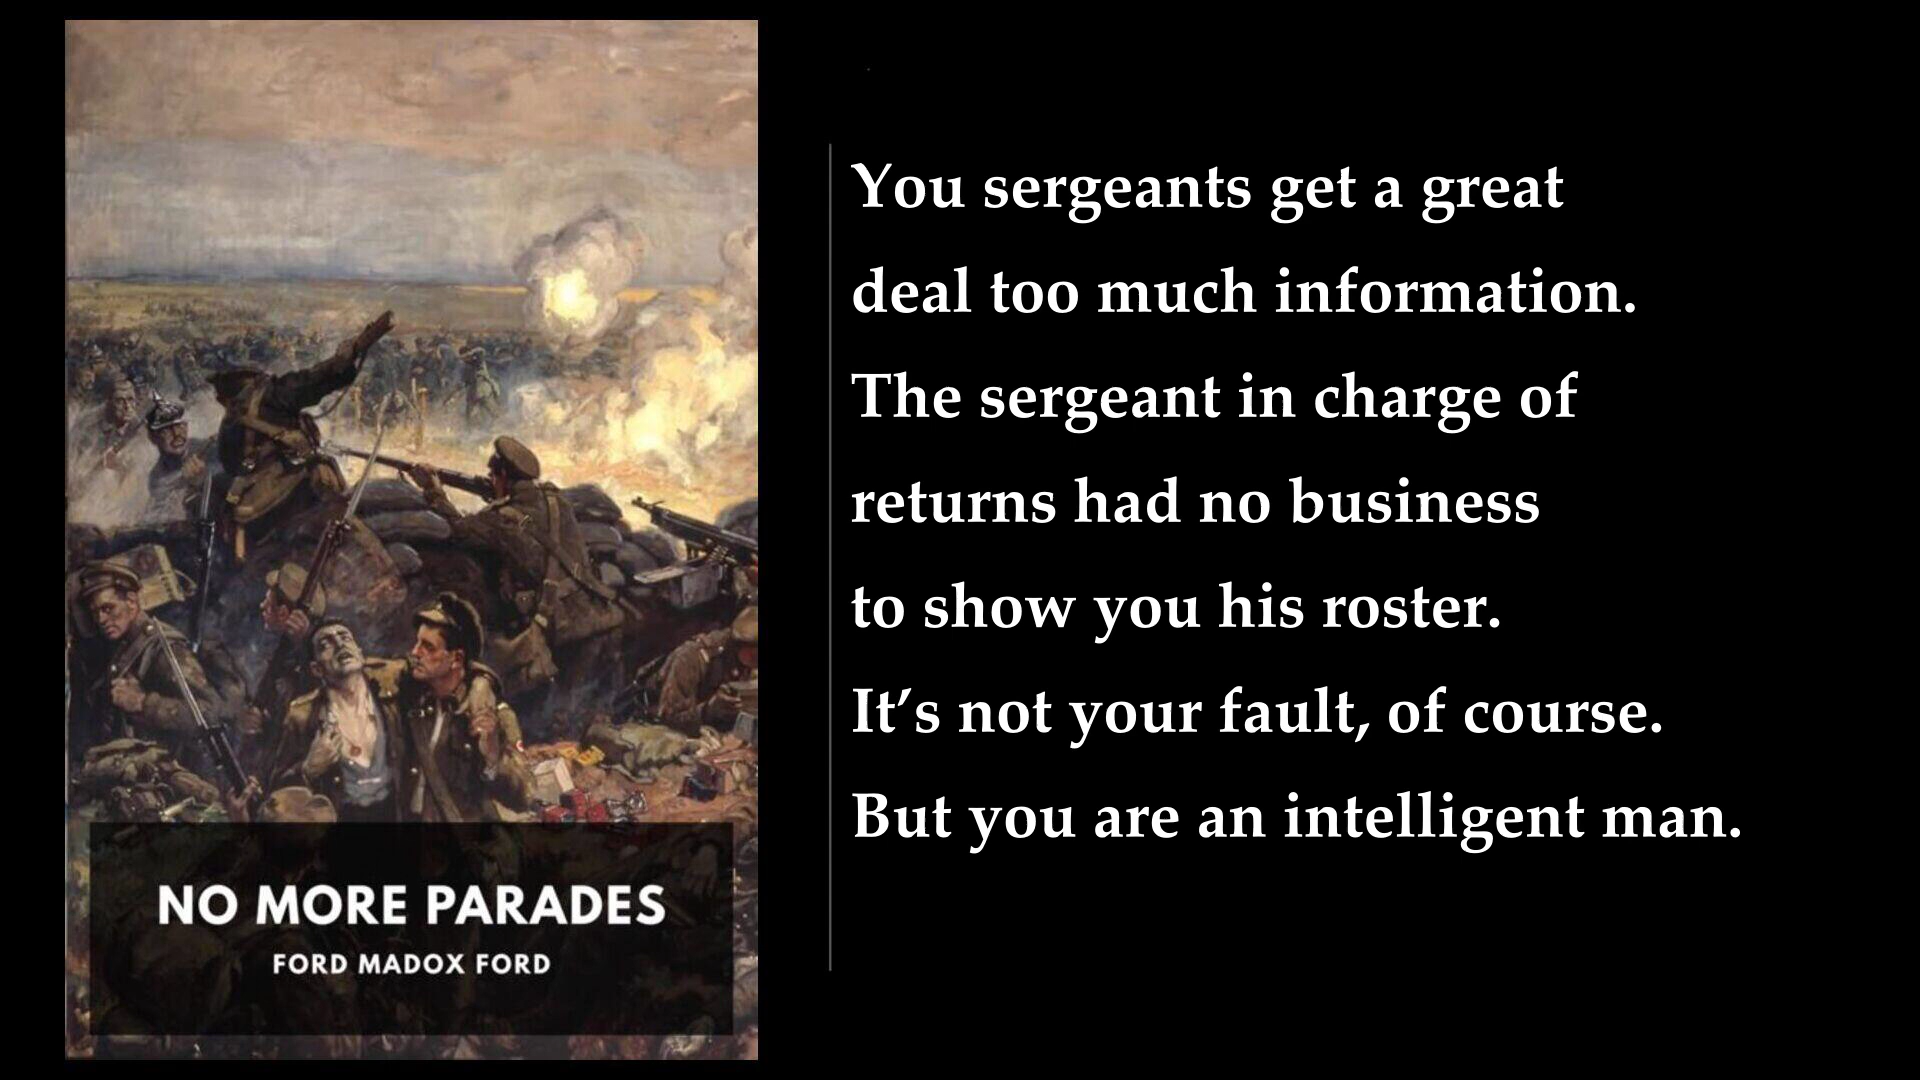 You sergeants get a great
deal too much information.
The sergeant in charge of
returns had no business
to show you his roster.
It’s not your fault, of course.
But you are an intelligent man.
NO MORE PARADES
FORD MADOX FORD